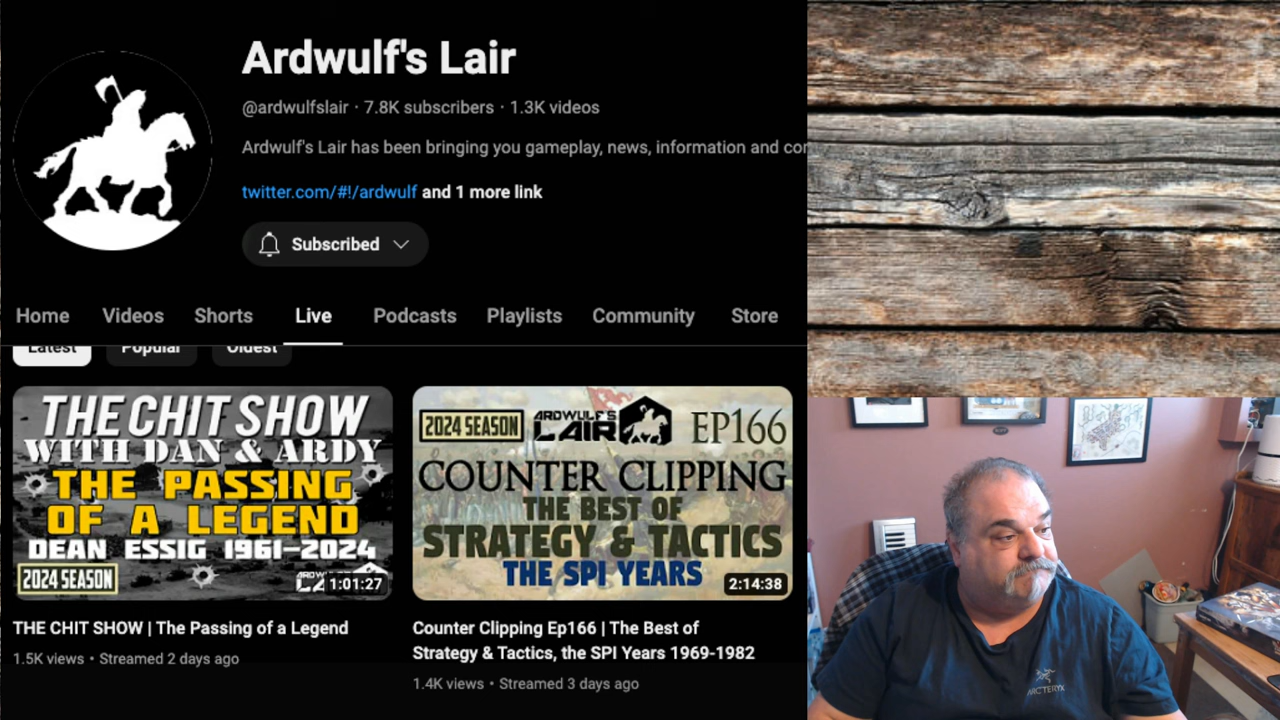 Ardwulf's Lair
@ardwulfslair · 7.8K subscribers · 1.3K videos
Ardwulf's Lair has been bringing you gameplay, news, information and
twitter.com/#!/ardwulf and 1 more link
Subscribed
Home Videos Shorts Live Podcasts Playlists Community Store
Latest Popular Oldest
THE CHIT SHOW
WITH DAN & ARDY
THE PASSING
OF A LEGEND
DEAN ESSIG 1961–2024
2024 SEASON
1:01:27
THE CHIT SHOW | The Passing of a Legend
1.5K views • Streamed 2 days ago
2024 SEASON ARDWULF'S LAIR EP166
COUNTER CLIPPING
THE BEST OF
STRATEGY & TACTICS
THE SPI YEARS
2:14:38
Counter Clipping Ep166 | The Best of
Strategy & Tactics, the SPI Years 1969-1982
1.4K views • Streamed 3 days ago
ARC'TERYX